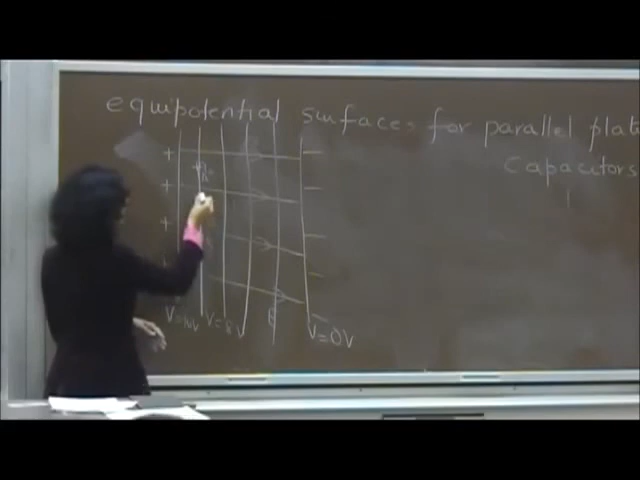 equipotential surfaces for parallel plate
capacitors
+ −
+ −
+ −
−
−
V=10V V=8V V=0V